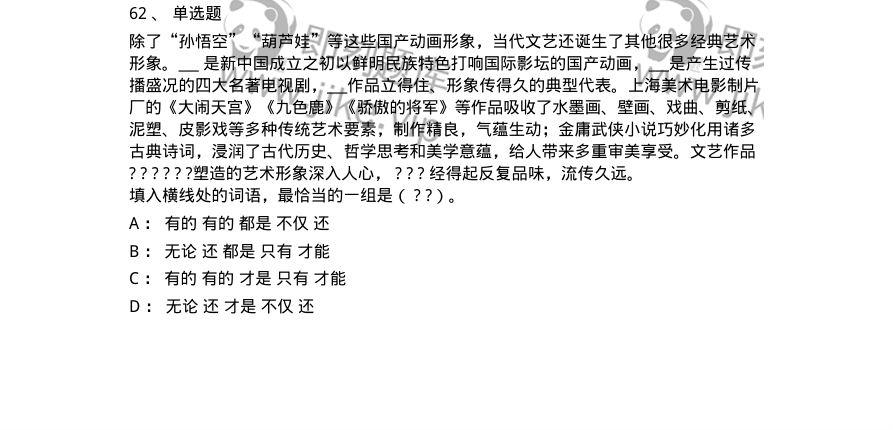 62 、 单选题
除了“孙悟空”“葫芦娃”等这些国产动画形象，当代文艺还诞生了其他很多经典艺术
形象。___ 是新中国成立之初以鲜明民族特色打响国际影坛的国产动画，___是产生过传
播盛况的四大名著电视剧，___作品立得住、形象传得久的典型代表。上海美术电影制片
厂的《大闹天宫》《九色鹿》《骄傲的将军》等作品吸收了水墨画、壁画、戏曲、剪纸、
泥塑、皮影戏等多种传统艺术要素，制作精良，气蕴生动；金庸武侠小说巧妙化用诸多
古典诗词，浸润了古代历史、哲学思考和美学意蕴，给人带来多重审美享受。文艺作品
? ? ? ? ? ?塑造的艺术形象深入人心， ? ? ? 经得起反复品味，流传久远。
填入横线处的词语，最恰当的一组是（ ? ?）。
A ： 有的 有的 都是 不仅 还
B ： 无论 还 都是 只有 才能
C ： 有的 有的 才是 只有 才能
D ： 无论 还 才是 不仅 还